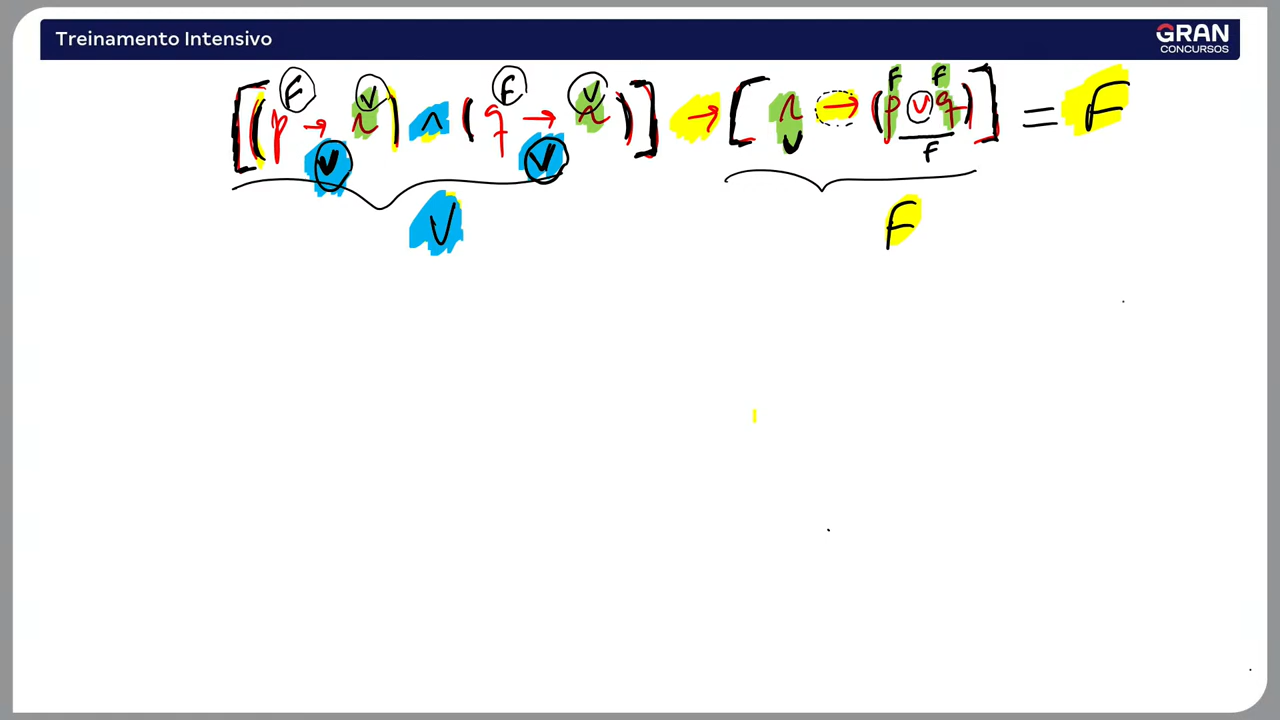 Treinamento Intensivo
GRAN
CONCURSOS
F V F V F F
[(p → r) ∧ (q → r)] → [r → (p ∨ q)] = F
V V V F
V F